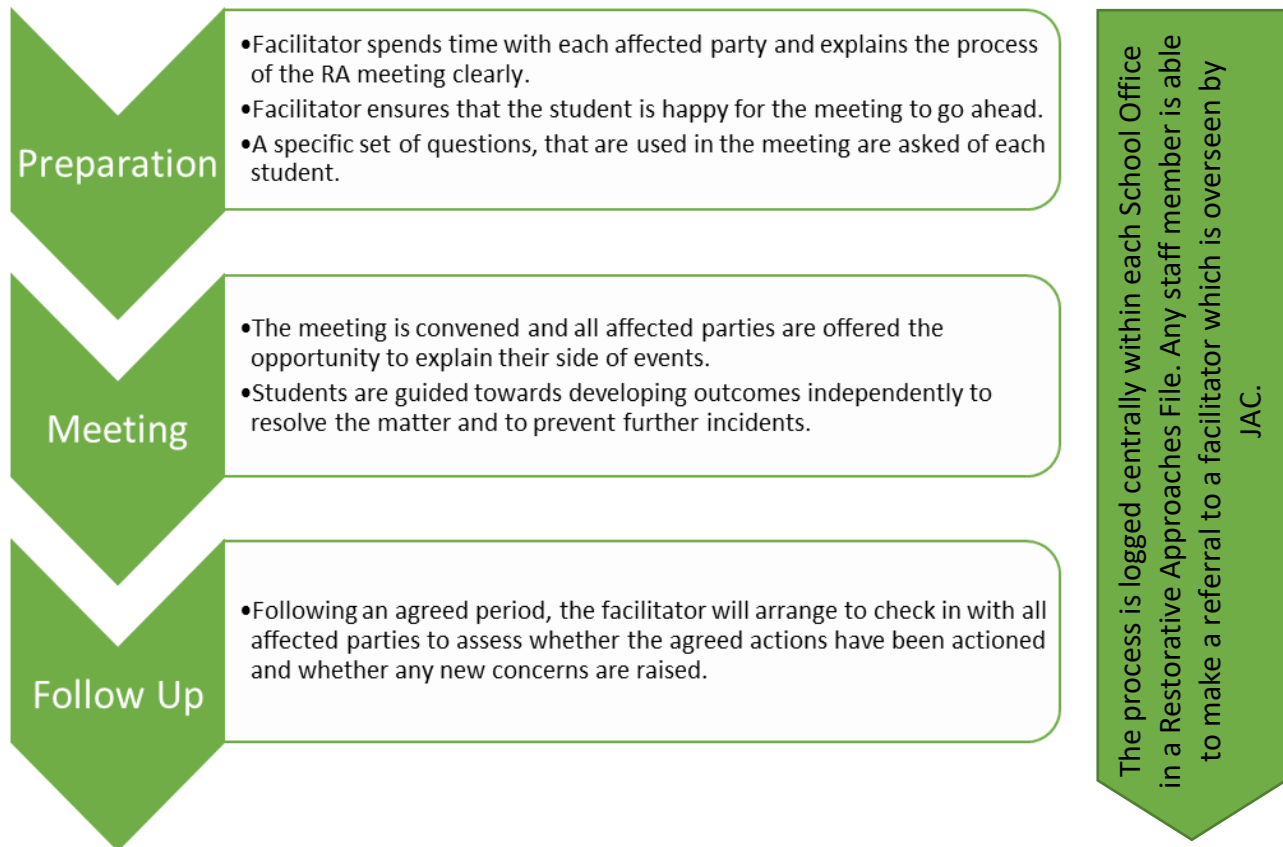 Preparation
•Facilitator spends time with each affected party and explains the process
of the RA meeting clearly.
•Facilitator ensures that the student is happy for the meeting to go ahead.
•A specific set of questions, that are used in the meeting are asked of each
student.
Meeting
•The meeting is convened and all affected parties are offered the
opportunity to explain their side of events.
•Students are guided towards developing outcomes independently to
resolve the matter and to prevent further incidents.
Follow Up
•Following an agreed period, the facilitator will arrange to check in with all
affected parties to assess whether the agreed actions have been actioned
and whether any new concerns are raised.
The process is logged centrally within each School Office
in a Restorative Approaches File. Any staff member is able
to make a referral to a facilitator which is overseen by
JAC.